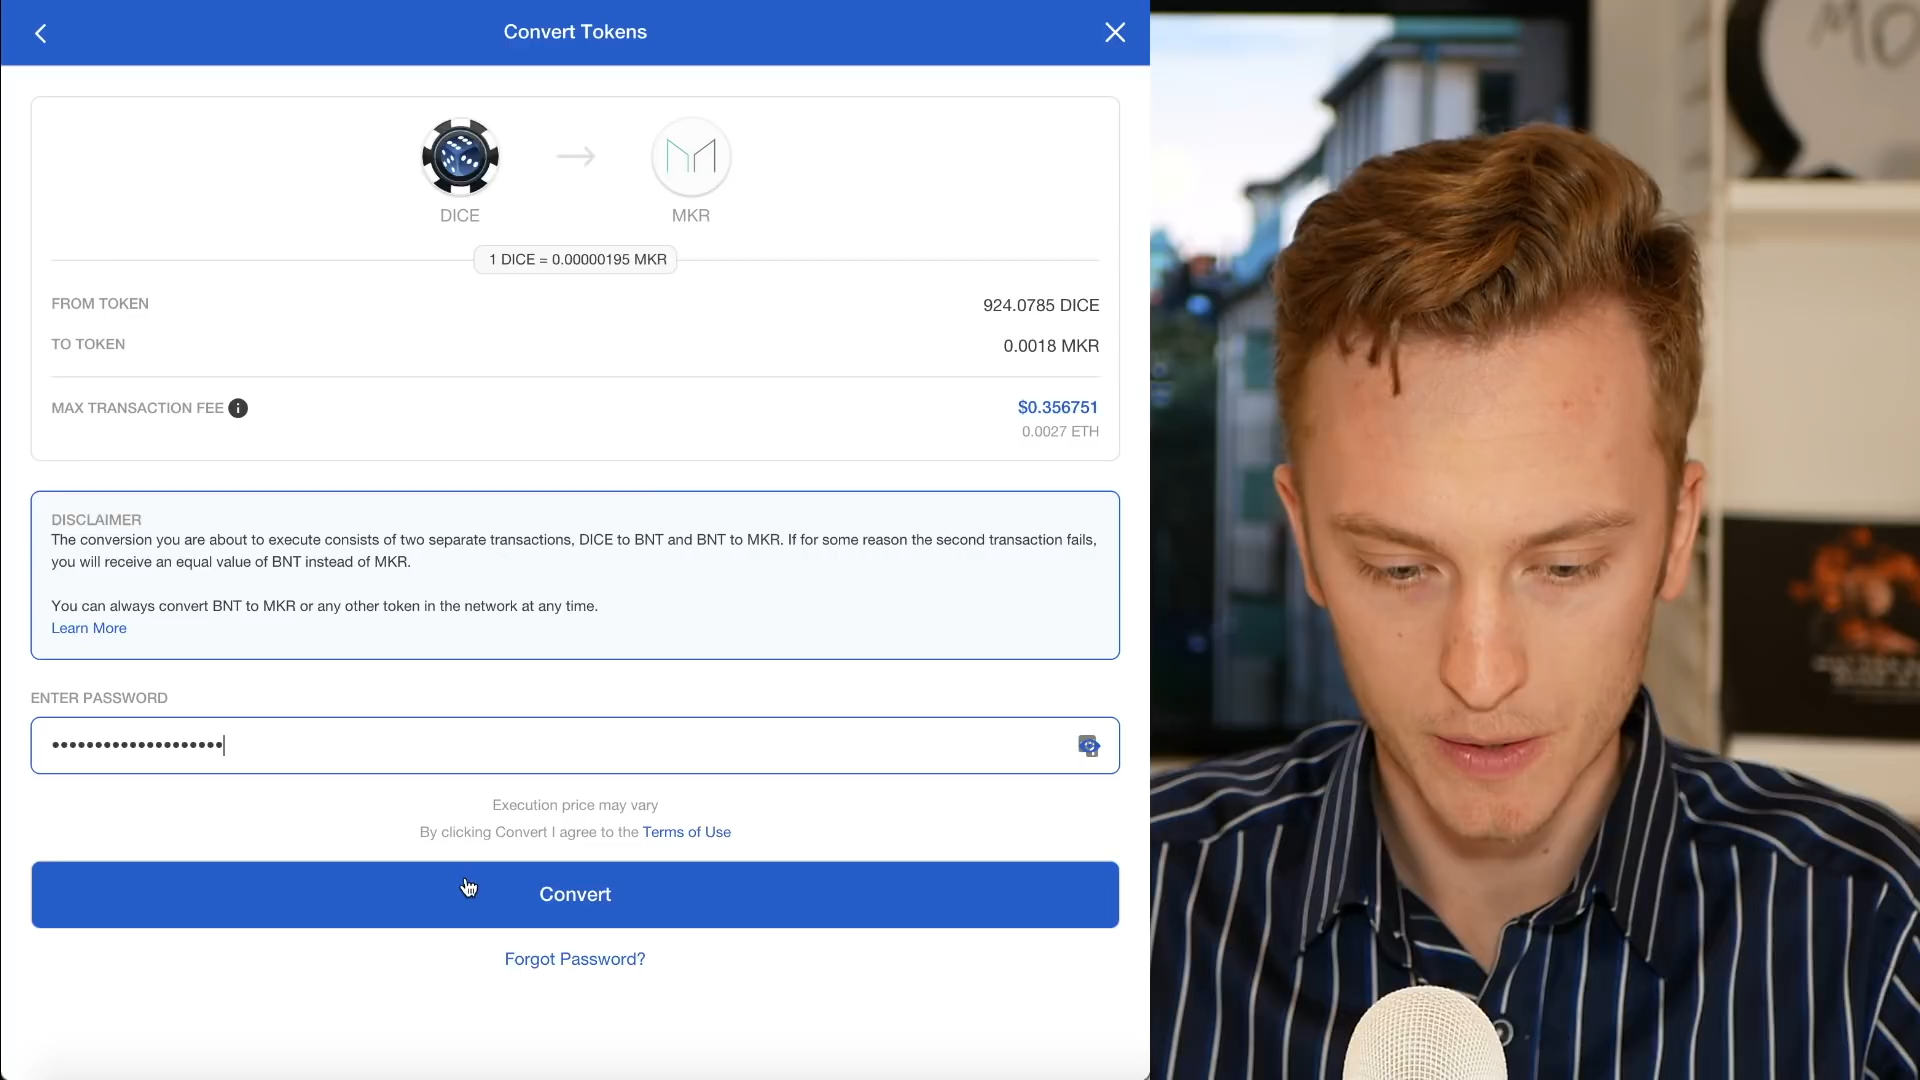 Convert Tokens
DICE
MKR
1 DICE = 0.00000195 MKR
FROM TOKEN
924.0785 DICE
TO TOKEN
0.0018 MKR
MAX TRANSACTION FEE
$0.356751
0.0027 ETH
DISCLAIMER
The conversion you are about to execute consists of two separate transactions, DICE to BNT and BNT to MKR. If for some reason the second transaction fails,
you will receive an equal value of BNT instead of MKR.
You can always convert BNT to MKR or any other token in the network at any time.
Learn More
ENTER PASSWORD
••••••••••••••••••••
Execution price may vary
By clicking Convert I agree to the Terms of Use
Convert
Forgot Password?
MO